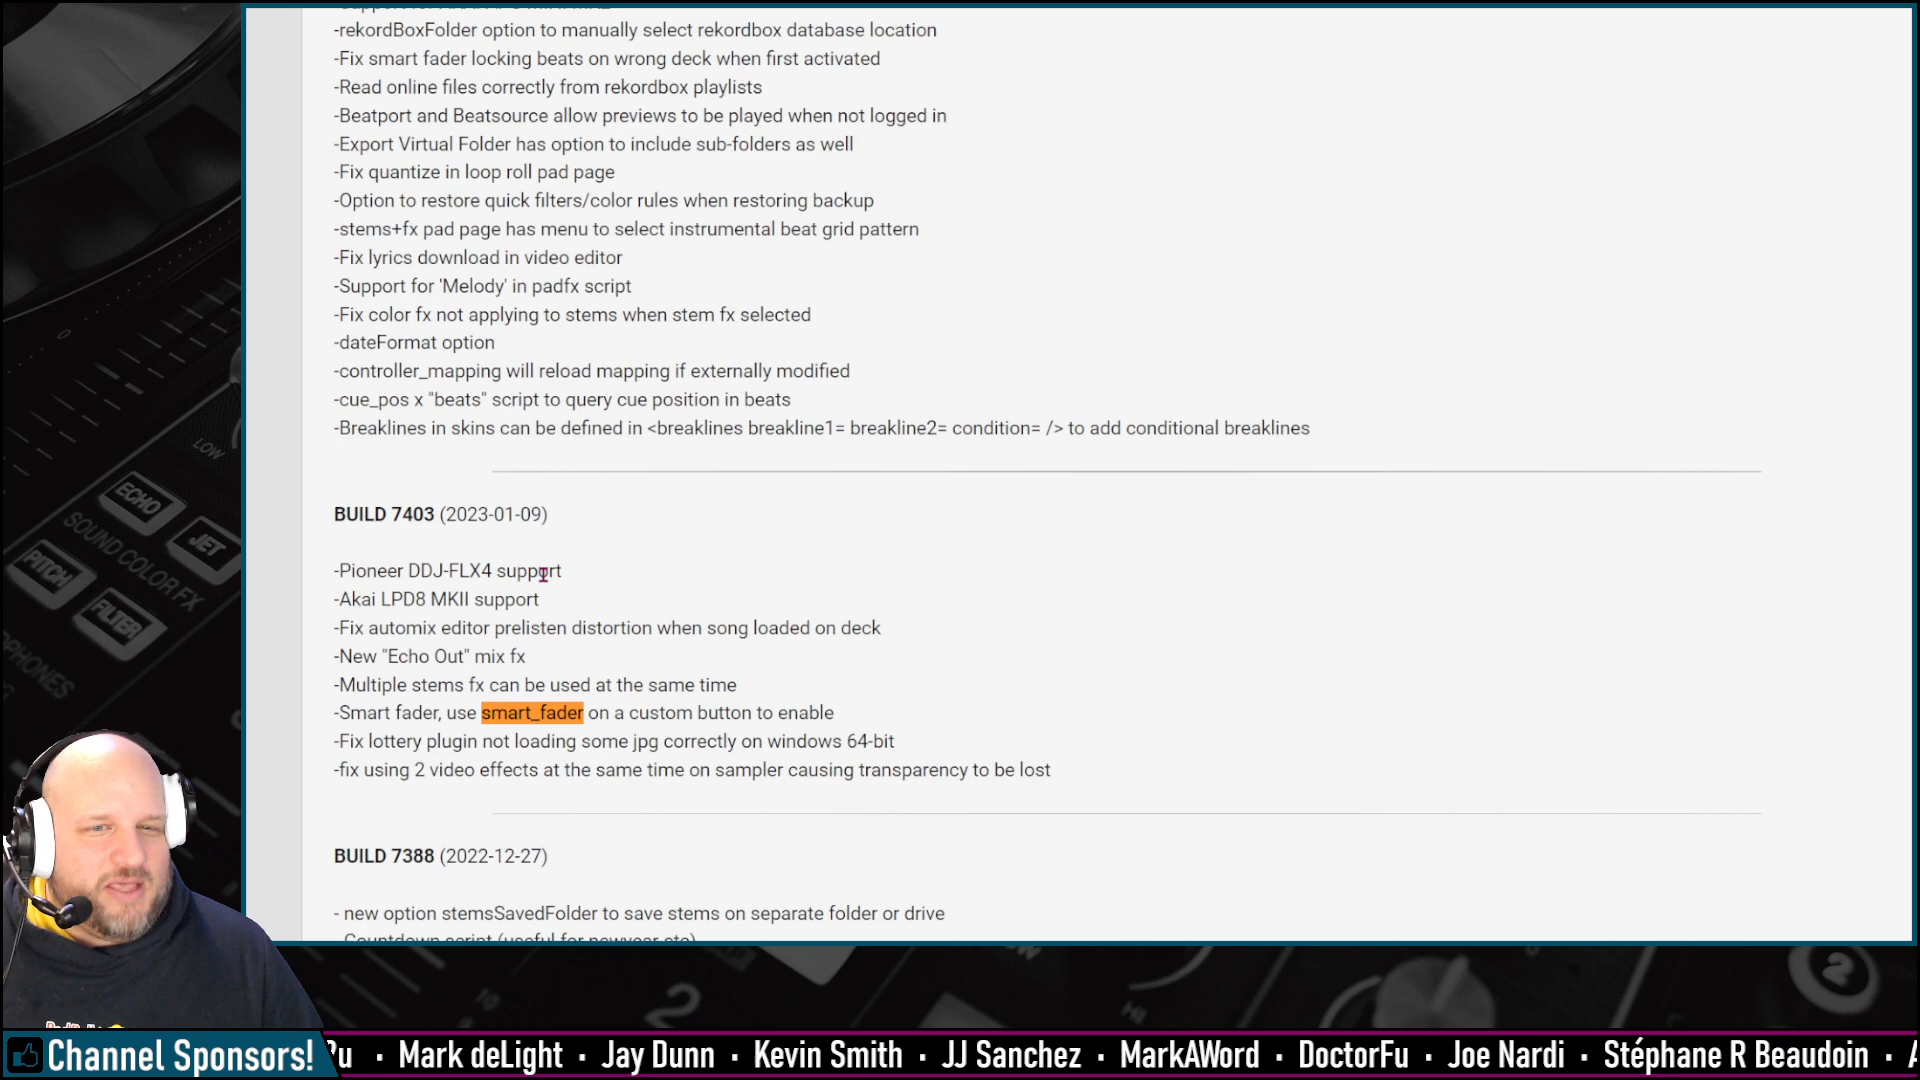 -rekordBoxFolder option to manually select rekordbox database location
-Fix smart fader locking beats on wrong deck when first activated
-Read online files correctly from rekordbox playlists
-Beatport and Beatsource allow previews to be played when not logged in
-Export Virtual Folder has option to include sub-folders as well
-Fix quantize in loop roll pad page
-Option to restore quick filters/color rules when restoring backup
-stems+fx pad page has menu to select instrumental beat grid pattern
-Fix lyrics download in video editor
-Support for 'Melody' in padfx script
-Fix color fx not applying to stems when stem fx selected
-dateFormat option
-controller_mapping will reload mapping if externally modified
-cue_pos x "beats" script to query cue position in beats
-Breaklines in skins can be defined in <breaklines breakline1= breakline2= condition= /> to add conditional breaklines
BUILD 7403 (2023-01-09)
-Pioneer DDJ-FLX4 support
-Akai LPD8 MKII support
-Fix automix editor prelisten distortion when song loaded on deck
-New "Echo Out" mix fx
-Multiple stems fx can be used at the same time
-Smart fader, use smart_fader on a custom button to enable
-Fix lottery plugin not loading some jpg correctly on windows 64-bit
-fix using 2 video effects at the same time on sampler causing transparency to be lost
BUILD 7388 (2022-12-27)
- new option stemsSavedFolder to save stems on separate folder or drive
- Countdown script (useful for newyear etc)
LOW
ECHO
JET
SOUND COLOR FX
PITCH
FILTER
PHONES
10
2
HI
2
Channel Sponsors!
Pu · Mark deLight · Jay Dunn · Kevin Smith · JJ Sanchez · MarkAWord · DoctorFu · Joe Nardi · Stéphane R Beaudoin ·